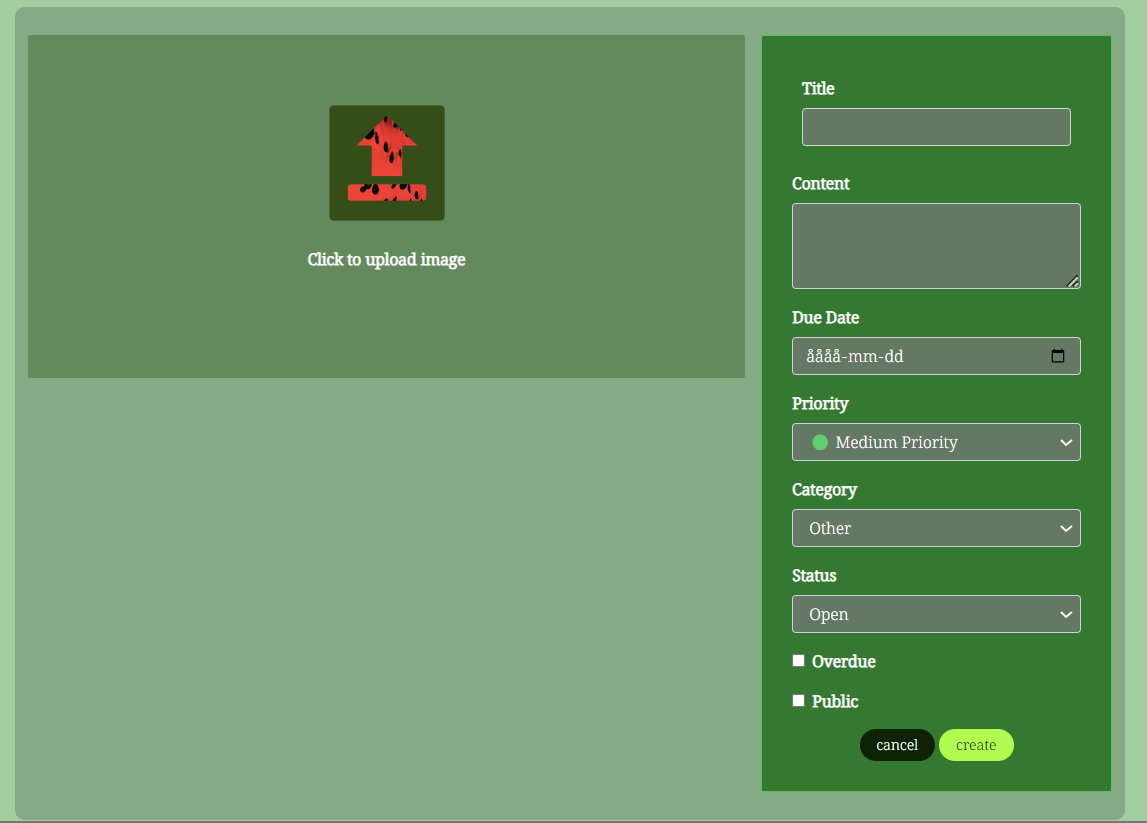 Click to upload image
Title
Content
Due Date
åååå-mm-dd
Priority
Medium Priority
Category
Other
Status
Open
Overdue
Public
cancel create